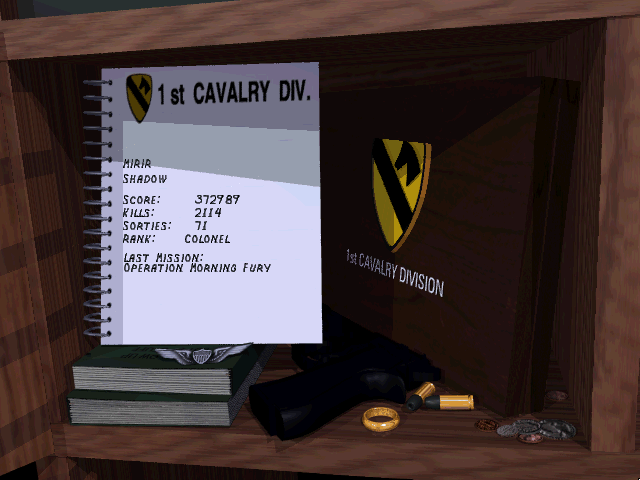 1st CAVALRY DIV.
MIRIR
SHADOW
SCORE: 372989
KILLS: 2114
SORTIES: 71
RANK: COLONEL
LAST MISSION:
OPERATION MORNING FURY
1st CAVALRY DIVISION